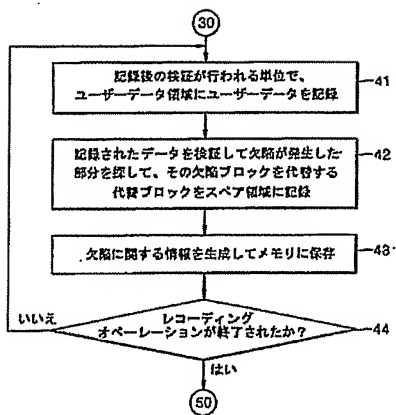 30
記録後の検証が行われる単位で、
ユーザーデータ領域にユーザーデータを記録
41
記録されたデータを検証して欠陥が発生した
部分を探して、その欠陥ブロックを代替する
代替ブロックをスペア領域に記録
42
欠陥に関する情報を生成してメモリに保存
43
レコーディング
オペレーションが終了されたか?
44
いいえ
はい
50